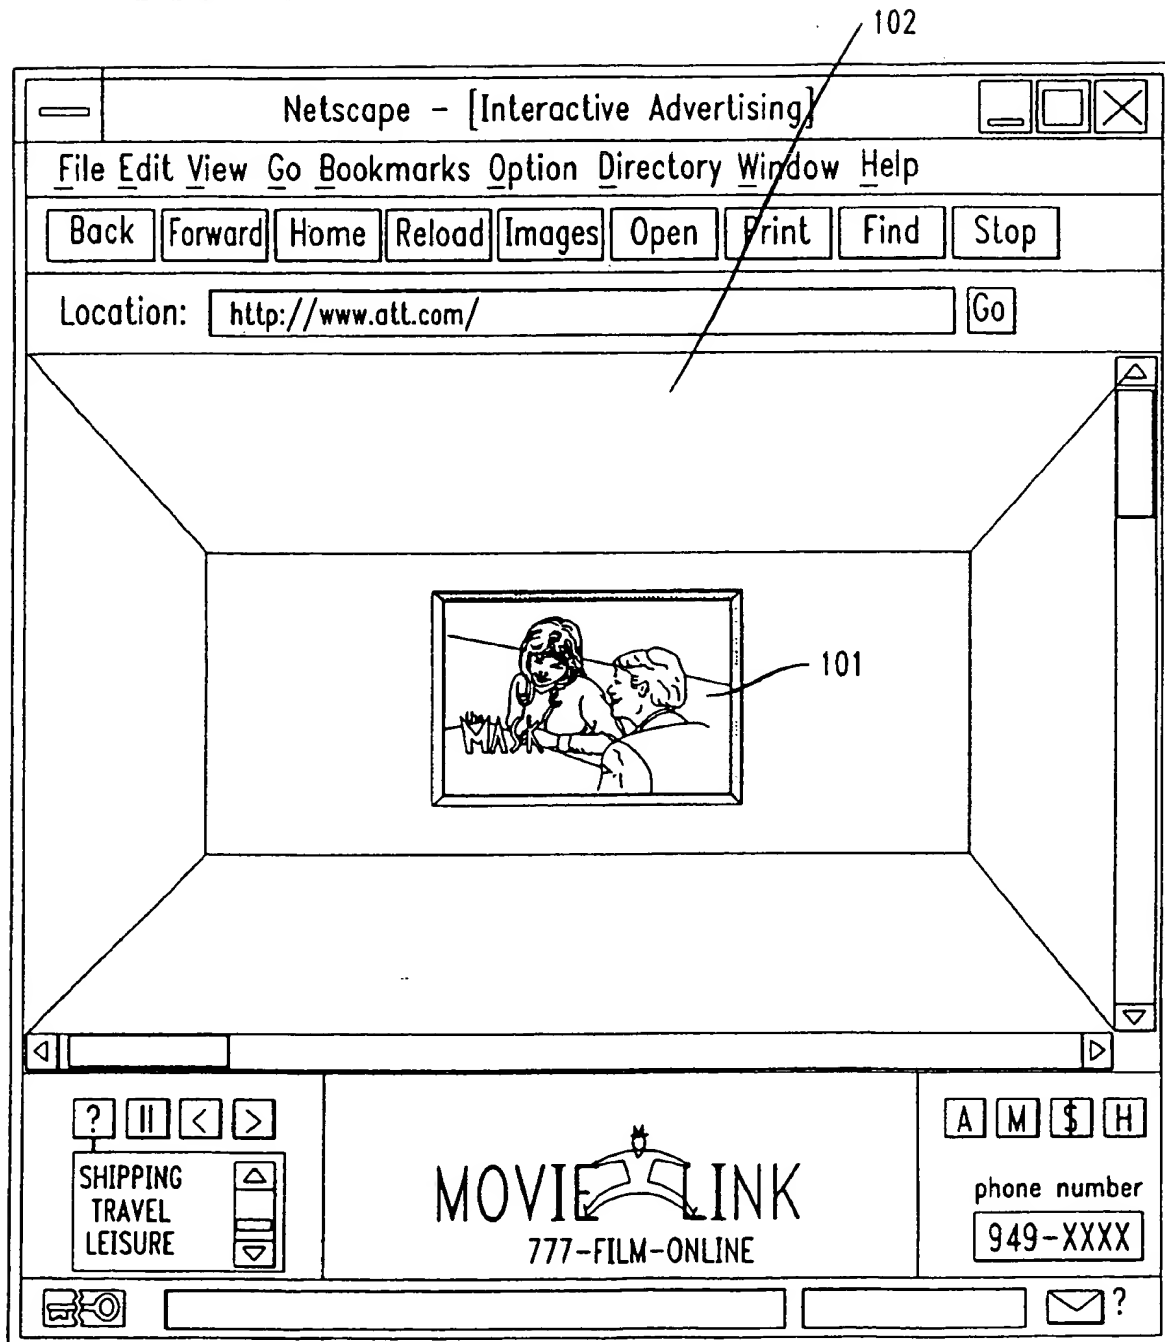 102
Netscape - [Interactive Advertising]
File Edit View Go Bookmarks Option Directory Window Help
Back Forward Home Reload Images Open Print Find Stop
Location: http://www.att.com/ Go
101
the MASK
? II < > A M $ H
SHIPPING
TRAVEL
LEISURE
MOVIE LINK
777-FILM-ONLINE
phone number
949-XXXX
?